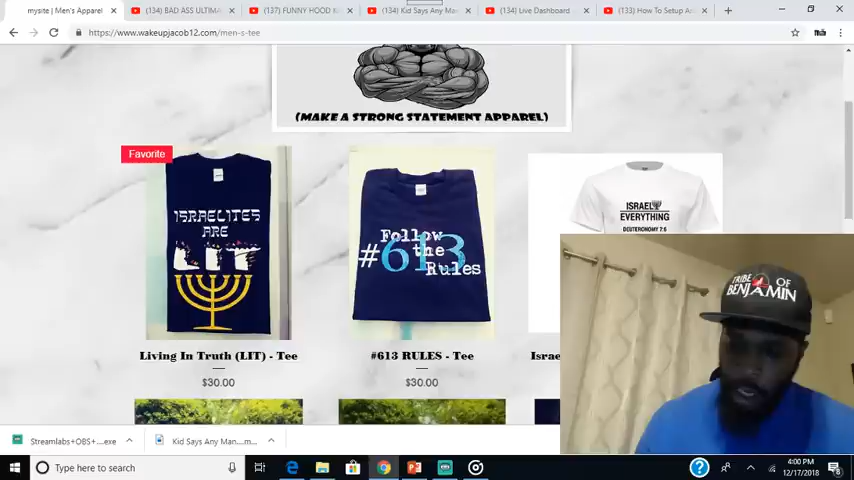 mysite | Men's Apparel
(134) BAD ASS ULTIMA
(137) FUNNY HOOD
(134) Kid Says Any Ma
(134) Live Dashboard
(133) How To Setup
https://www.wakeupjacob12.com/men-s-tee
(MAKE A STRONG STATEMENT APPAREL)
Favorite
ISRAELITES
ARE
LIT
Follow
the
#613
Rules
ISRAEL
EVERYTHING
DEUTERONOMY 7:6
TRIBE OF
BENJAMIN
Living In Truth (LIT) - Tee
#613 RULES - Tee
Israe
$30.00
$30.00
Streamlabs+OBS+....exe
Kid Says Any Man....m...
Type here to search
4:00 PM
12/17/2018